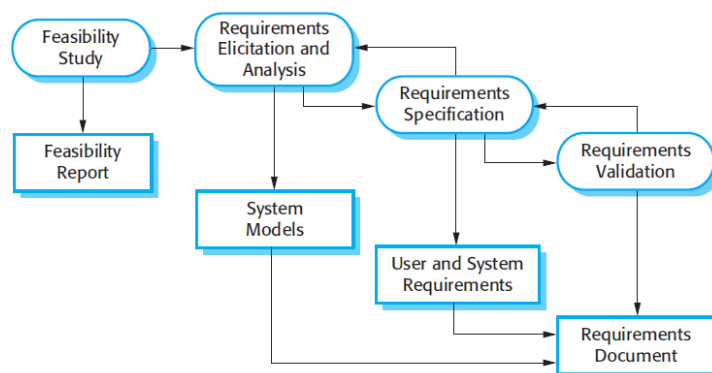 Feasibility
Study
Requirements
Elicitation and
Analysis
Requirements
Specification
Requirements
Validation
Feasibility
Report
System
Models
User and System
Requirements
Requirements
Document